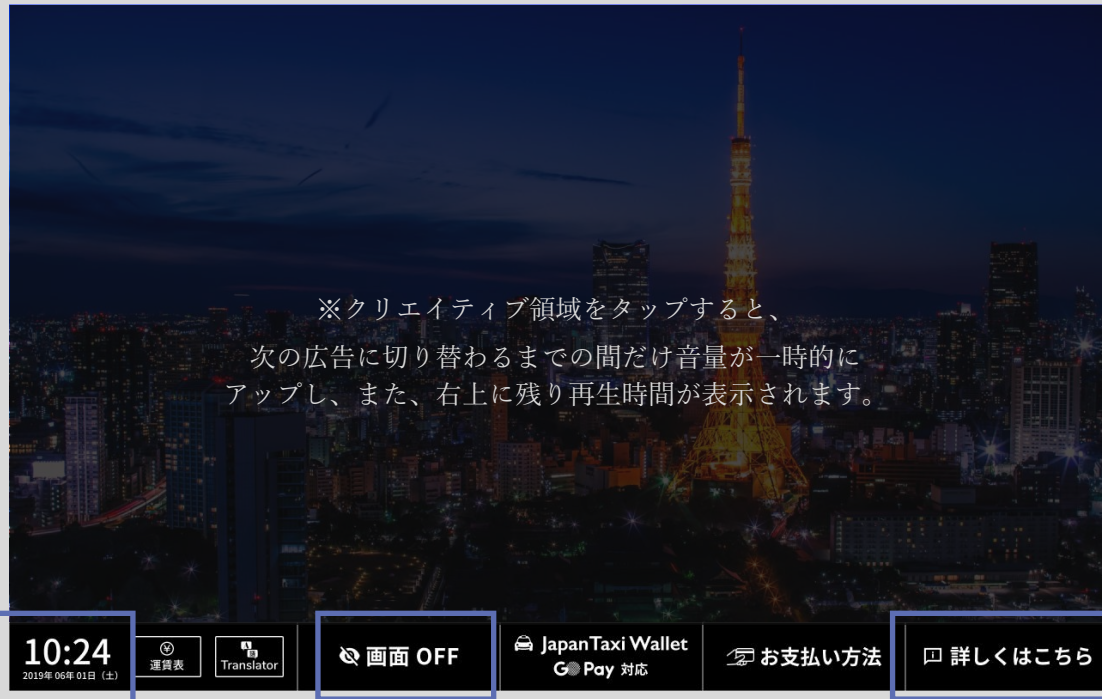 ※クリエイティブ領域をタップすると、
次の広告に切り替わるまでの間だけ音量が一時的に
アップし、また、右上に残り再生時間が表示されます。
10:24
2019年 06年 01日（土）
運賃表
Translator
画面 OFF
JapanTaxi Wallet
GO Pay 対応
お支払い方法
詳しくはこちら